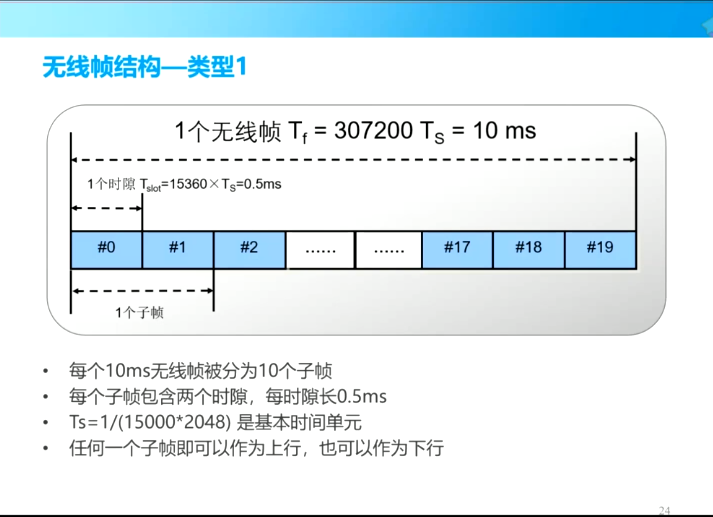 无线帧结构—类型1
1个无线帧 Tf = 307200 TS = 10 ms
1个时隙 Tslot=15360×TS=0.5ms
#0 #1 #2 …… …… #17 #18 #19
1个子帧
• 每个10ms无线帧被分为10个子帧
• 每个子帧包含两个时隙，每时隙长0.5ms
• Ts=1/(15000*2048) 是基本时间单元
• 任何一个子帧即可以作为上行，也可以作为下行
24